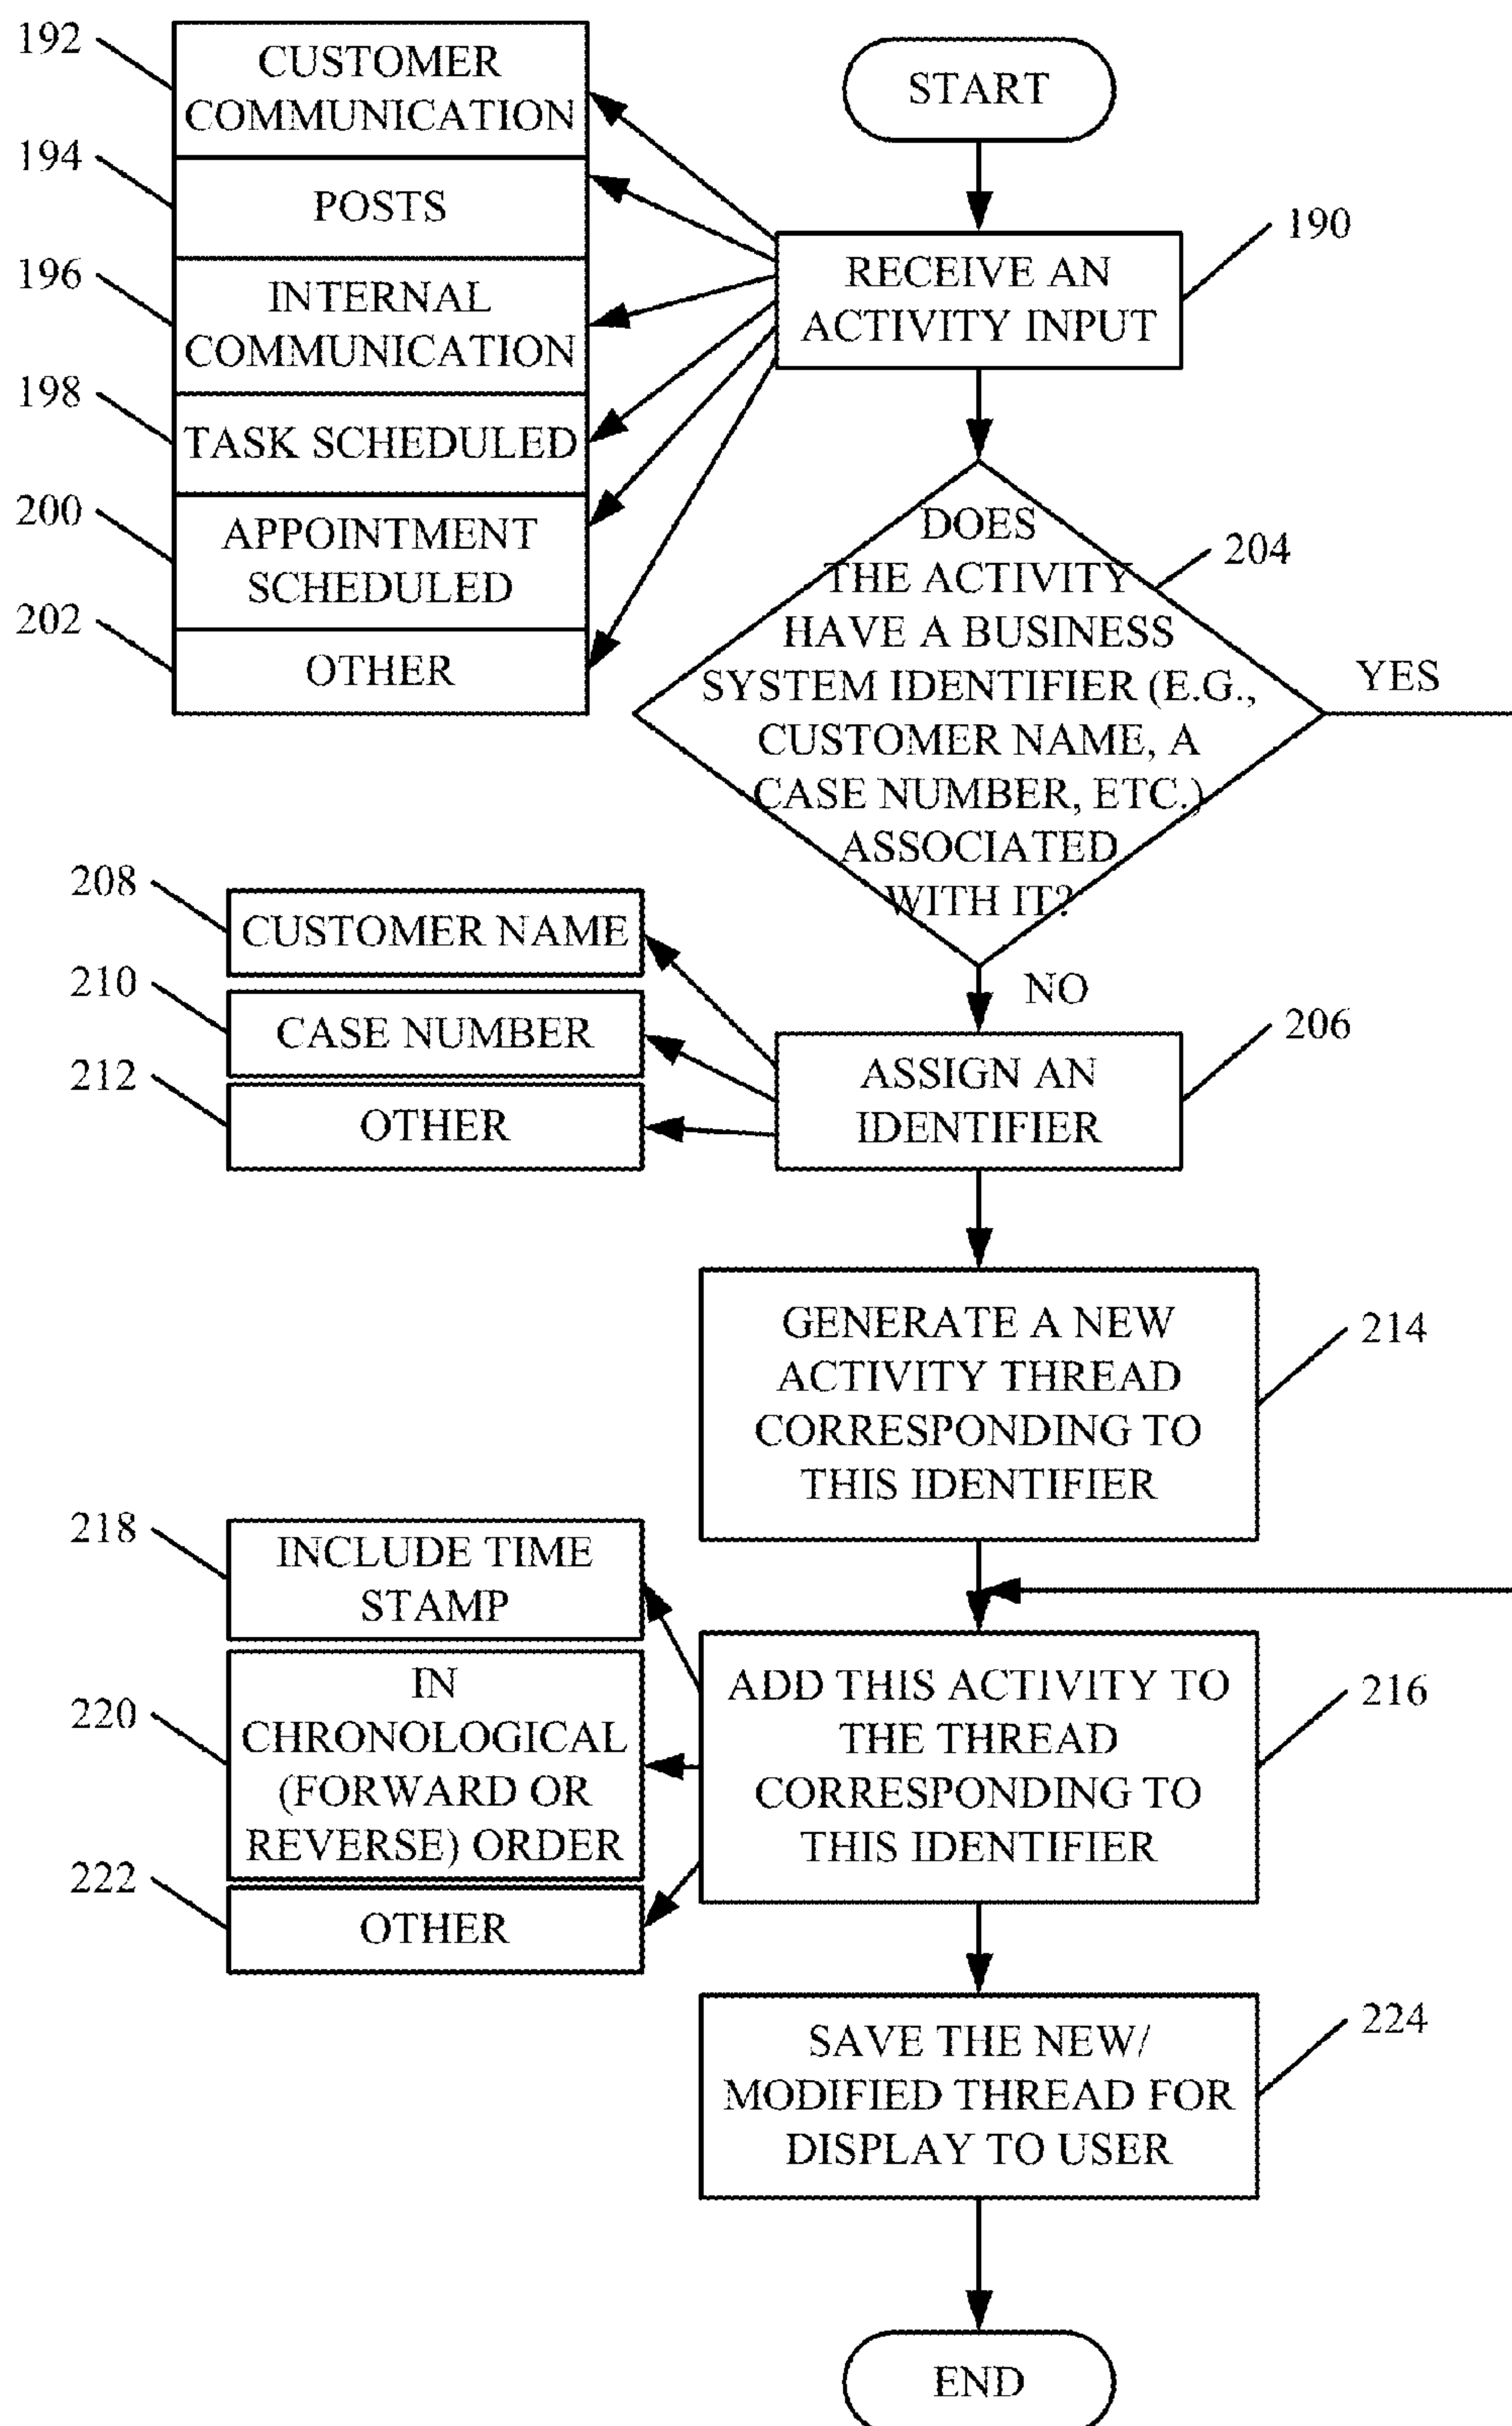 192
CUSTOMER
COMMUNICATION
194
POSTS
196
INTERNAL
COMMUNICATION
198
TASK SCHEDULED
200
APPOINTMENT
SCHEDULED
202
OTHER
START
190
RECEIVE AN
ACTIVITY INPUT
204
DOES
THE ACTIVITY
HAVE A BUSINESS
SYSTEM IDENTIFIER (E.G.,
CUSTOMER NAME, A
CASE NUMBER, ETC.)
ASSOCIATED
WITH IT?
YES
NO
208
CUSTOMER NAME
210
CASE NUMBER
212
OTHER
206
ASSIGN AN
IDENTIFIER
214
GENERATE A NEW
ACTIVITY THREAD
CORRESPONDING TO
THIS IDENTIFIER
218
INCLUDE TIME
STAMP
220
IN
CHRONOLOGICAL
(FORWARD OR
REVERSE) ORDER
222
OTHER
216
ADD THIS ACTIVITY TO
THE THREAD
CORRESPONDING TO
THIS IDENTIFIER
224
SAVE THE NEW/
MODIFIED THREAD FOR
DISPLAY TO USER
END